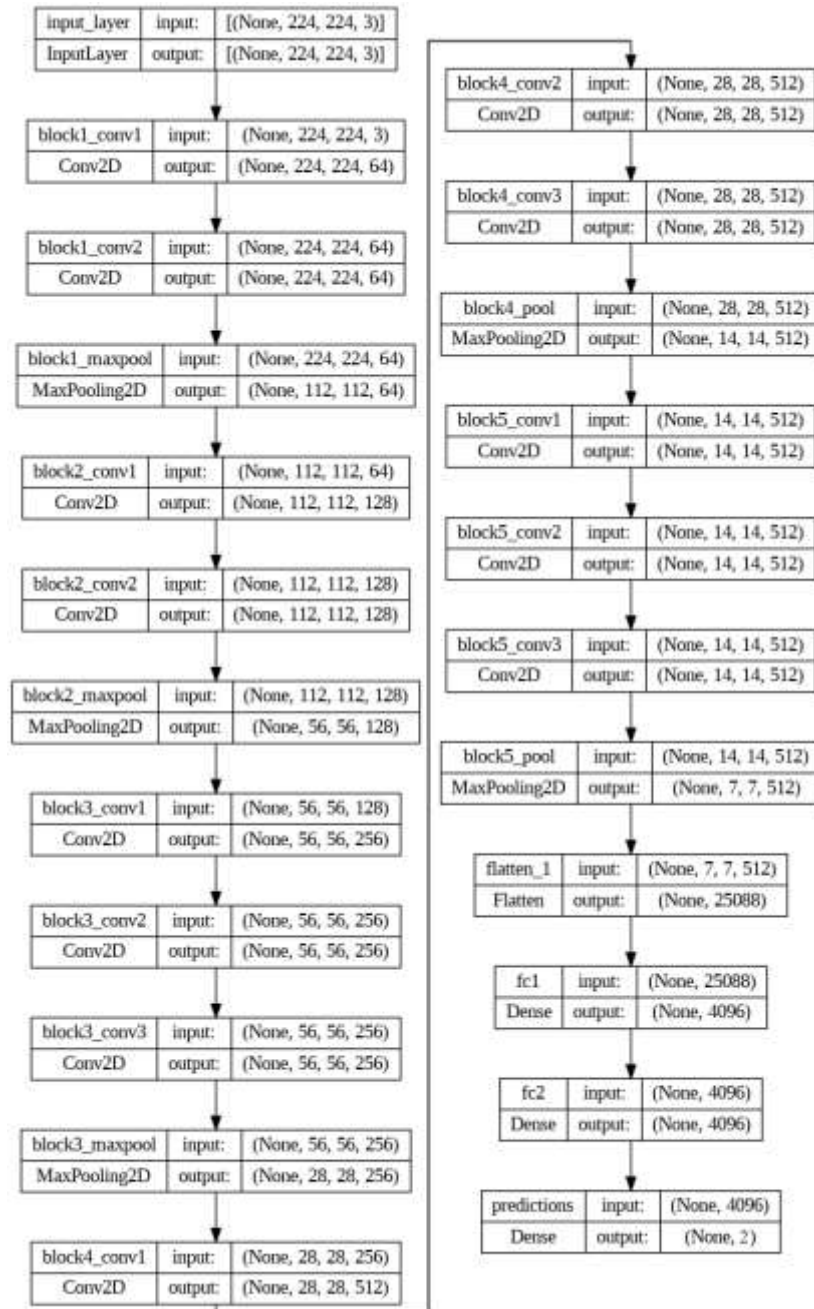 input_layer input: [(None, 224, 224, 3)]
InputLayer output: [(None, 224, 224, 3)]
block1_conv1 input: (None, 224, 224, 3)
Conv2D output: (None, 224, 224, 64)
block1_conv2 input: (None, 224, 224, 64)
Conv2D output: (None, 224, 224, 64)
block1_maxpool input: (None, 224, 224, 64)
MaxPooling2D output: (None, 112, 112, 64)
block2_conv1 input: (None, 112, 112, 64)
Conv2D output: (None, 112, 112, 128)
block2_conv2 input: (None, 112, 112, 128)
Conv2D output: (None, 112, 112, 128)
block2_maxpool input: (None, 112, 112, 128)
MaxPooling2D output: (None, 56, 56, 128)
block3_conv1 input: (None, 56, 56, 128)
Conv2D output: (None, 56, 56, 256)
block3_conv2 input: (None, 56, 56, 256)
Conv2D output: (None, 56, 56, 256)
block3_conv3 input: (None, 56, 56, 256)
Conv2D output: (None, 56, 56, 256)
block3_maxpool input: (None, 56, 56, 256)
MaxPooling2D output: (None, 28, 28, 256)
block4_conv1 input: (None, 28, 28, 256)
Conv2D output: (None, 28, 28, 512)
block4_conv2 input: (None, 28, 28, 512)
Conv2D output: (None, 28, 28, 512)
block4_conv3 input: (None, 28, 28, 512)
Conv2D output: (None, 28, 28, 512)
block4_pool input: (None, 28, 28, 512)
MaxPooling2D output: (None, 14, 14, 512)
block5_conv1 input: (None, 14, 14, 512)
Conv2D output: (None, 14, 14, 512)
block5_conv2 input: (None, 14, 14, 512)
Conv2D output: (None, 14, 14, 512)
block5_conv3 input: (None, 14, 14, 512)
Conv2D output: (None, 14, 14, 512)
block5_pool input: (None, 14, 14, 512)
MaxPooling2D output: (None, 7, 7, 512)
flatten_1 input: (None, 7, 7, 512)
Flatten output: (None, 25088)
fc1 input: (None, 25088)
Dense output: (None, 4096)
fc2 input: (None, 4096)
Dense output: (None, 4096)
predictions input: (None, 4096)
Dense output: (None, 2)